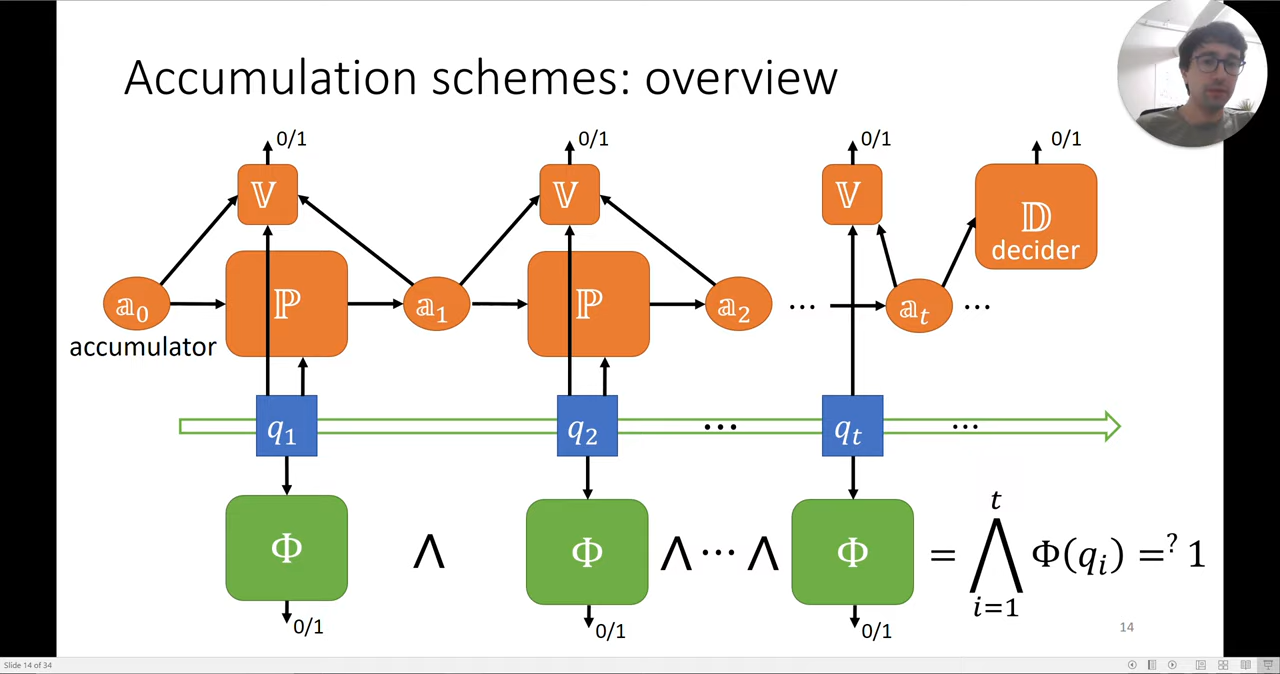 Accumulation schemes: overview
0/1 0/1 0/1 0/1
𝕍 𝕍 𝕍 𝔻
decider
𝕒₀ ℙ 𝕒₁ ℙ 𝕒₂ ⋯ 𝕒ₜ ⋯
accumulator
q₁ q₂ ⋯ qₜ ⋯
Φ ⋀ Φ ⋀ ⋯ ⋀ Φ = ⋀ᵗᵢ₌₁ Φ(qᵢ) =? 1
0/1 0/1 0/1
14
Slide 14 of 34